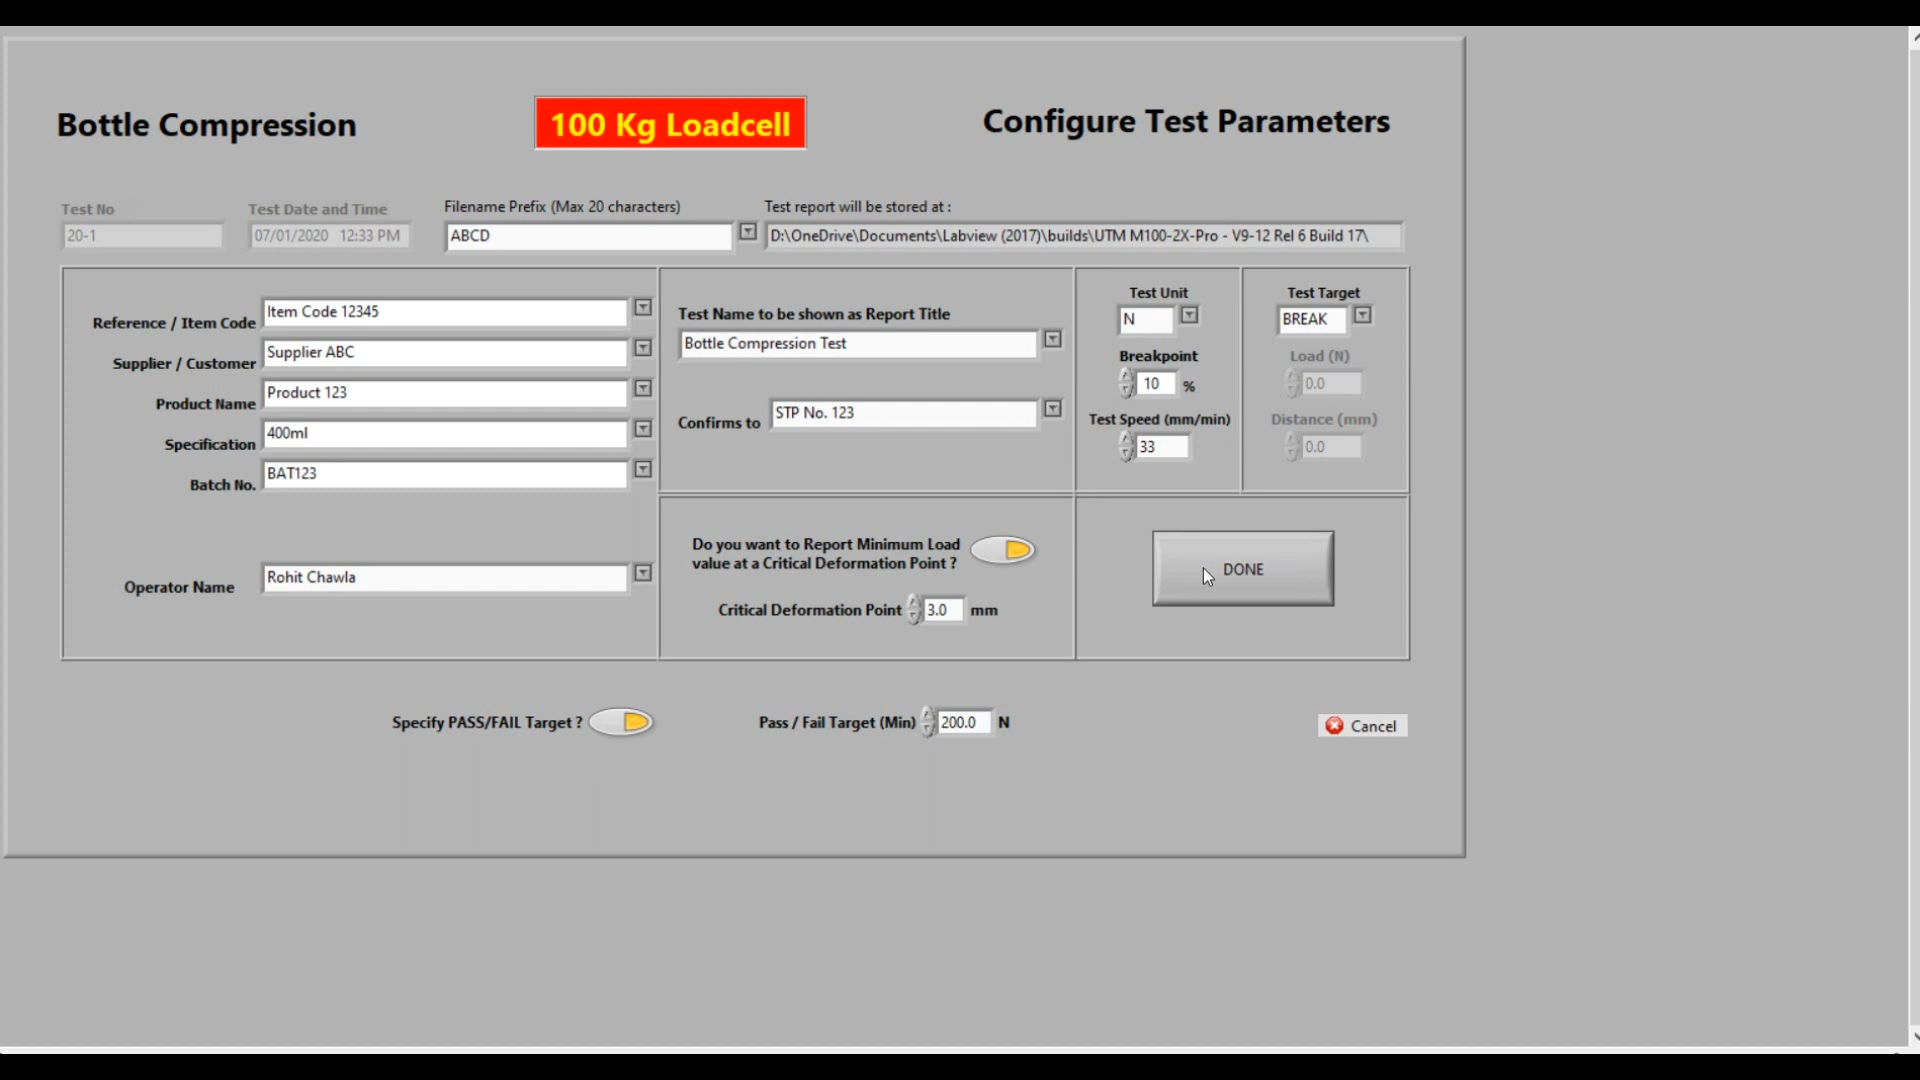 Bottle Compression
100 Kg Loadcell
Configure Test Parameters
Test No
20-1
Test Date and Time
07/01/2020 12:33 PM
Filename Prefix (Max 20 characters)
ABCD
Test report will be stored at :
D:\OneDrive\Documents\Labview (2017)\builds\UTM M100-2X-Pro - V9-12 Rel 6 Build 17\
Reference / Item Code
Item Code 12345
Supplier / Customer
Supplier ABC
Product Name
Product 123
Specification
400ml
Batch No.
BAT123
Operator Name
Rohit Chawla
Test Name to be shown as Report Title
Bottle Compression Test
Confirms to
STP No. 123
Test Unit
N
Breakpoint
10 %
Test Speed (mm/min)
33
Test Target
BREAK
Load (N)
0.0
Distance (mm)
0.0
Do you want to Report Minimum Load
value at a Critical Deformation Point ?
Critical Deformation Point 3.0 mm
DONE
Specify PASS/FAIL Target ?
Pass / Fail Target (Min) 200.0 N
Cancel